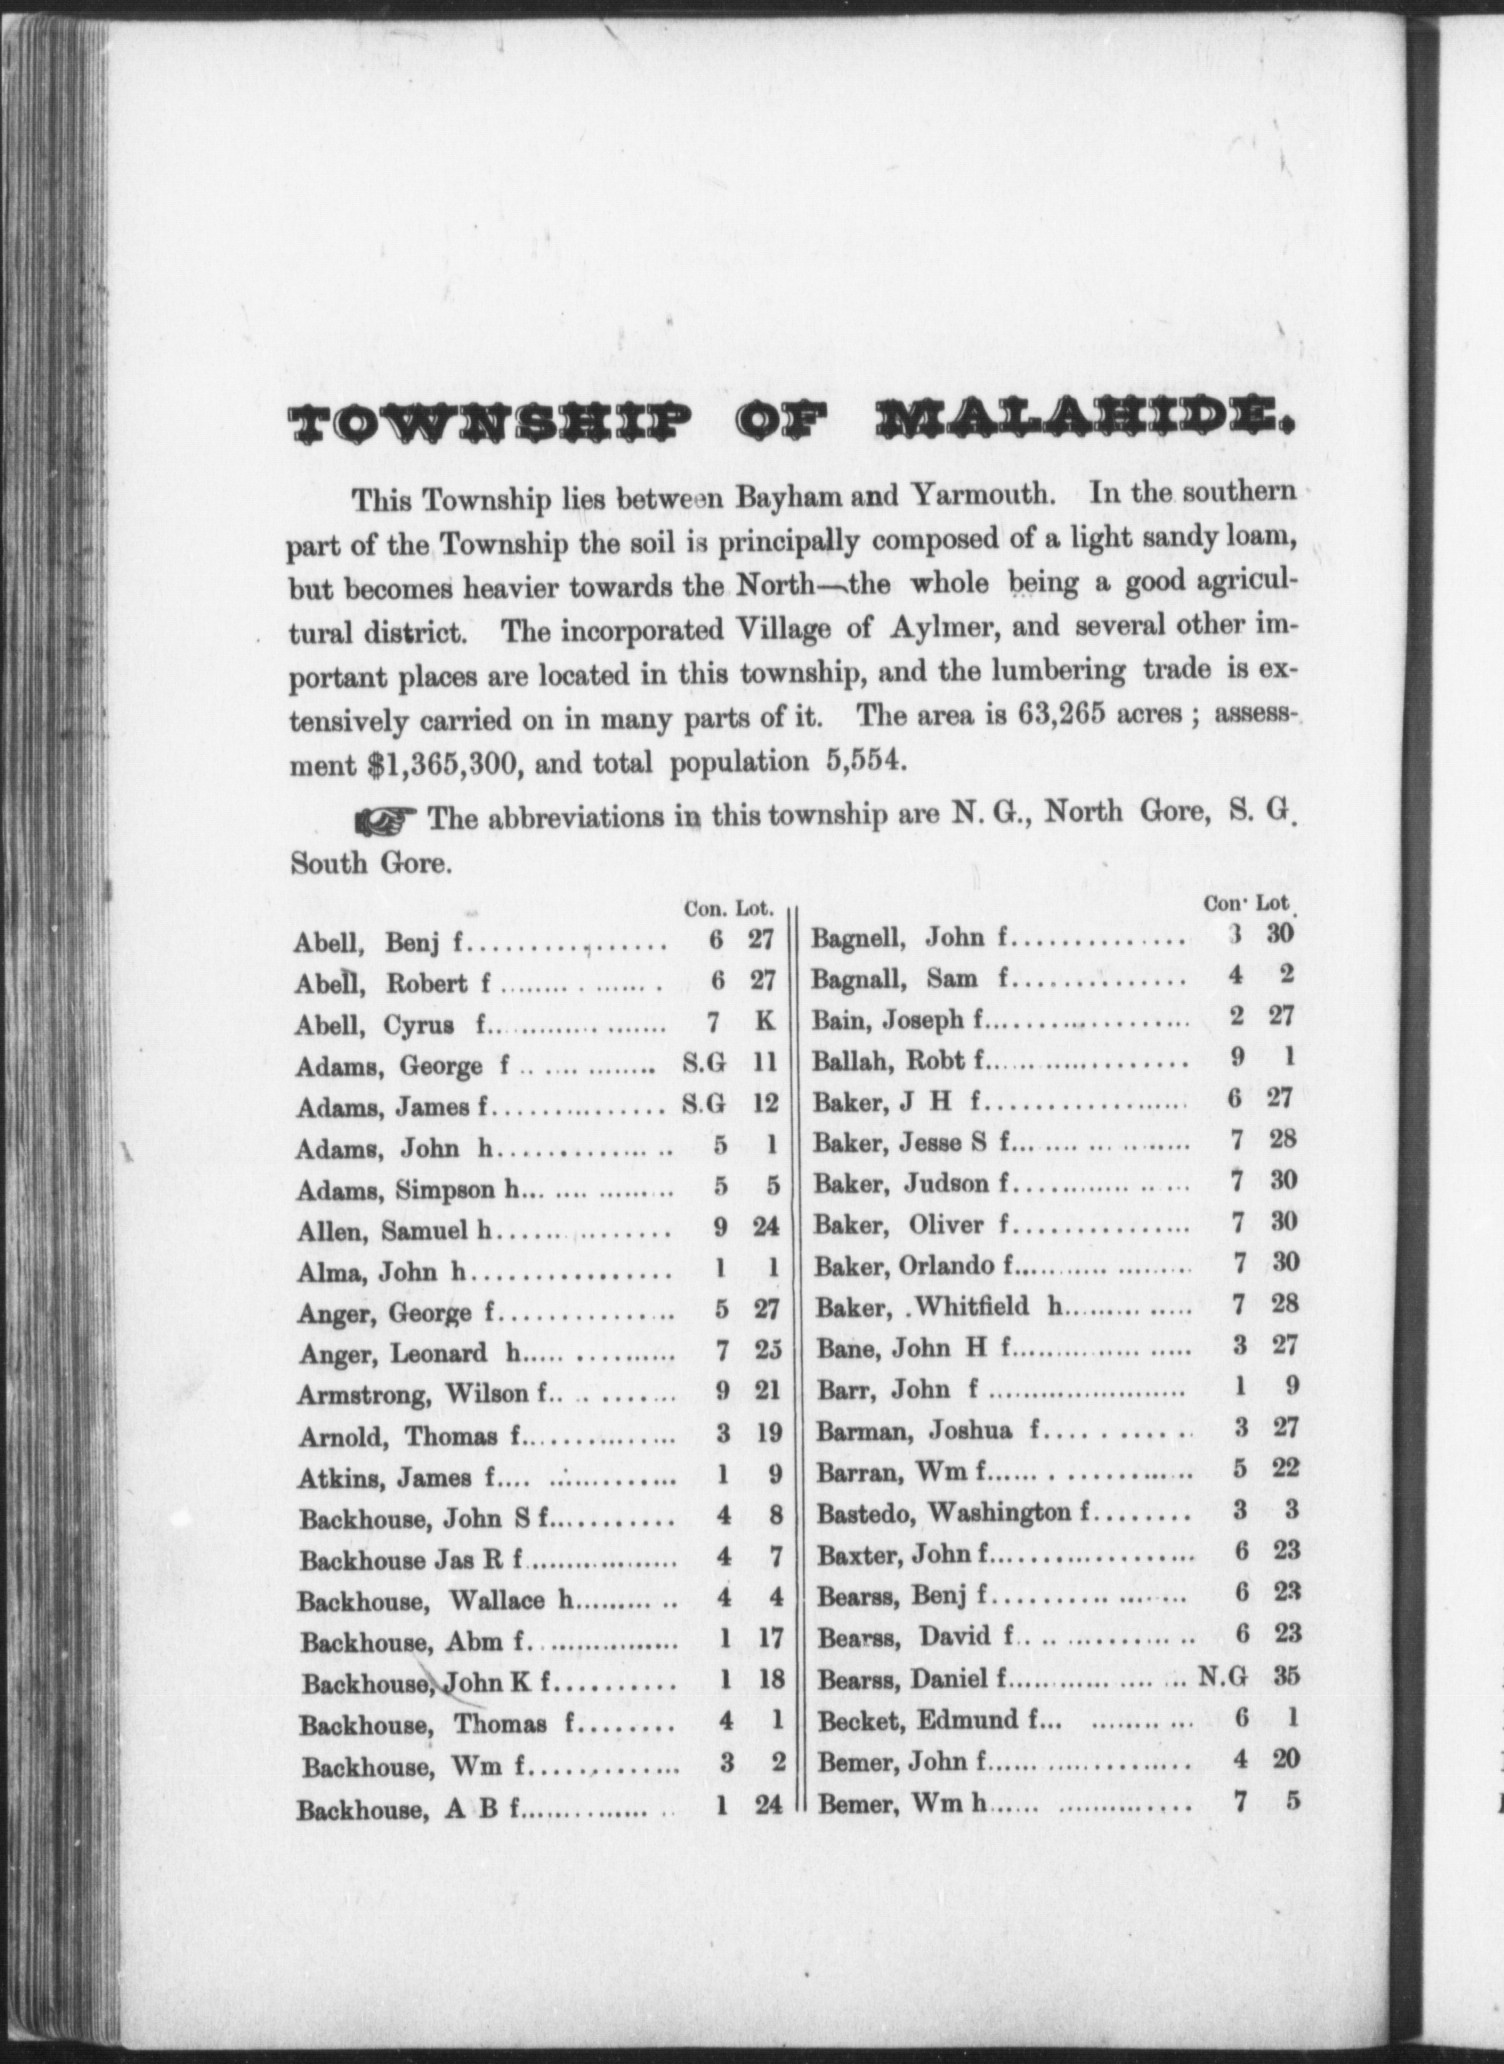 TOWNSHIP OF MALAHIDE.
This Township lies between Bayham and Yarmouth. In the southern
part of the Township the soil is principally composed of a light sandy loam,
but becomes heavier towards the North—the whole being a good agricul-
tural district. The incorporated Village of Aylmer, and several other im-
portant places are located in this township, and the lumbering trade is ex-
tensively carried on in many parts of it. The area is 63,265 acres ; assess-
ment $1,365,300, and total population 5,554.
☞ The abbreviations in this township are N. G., North Gore, S. G.
South Gore.
Con. Lot.
Abell, Benj f................ 6 27
Abell, Robert f ............... 6 27
Abell, Cyrus f................ 7 K
Adams, George f ............. S.G 11
Adams, James f.............. S.G 12
Adams, John h.............. 5 1
Adams, Simpson h............. 5 5
Allen, Samuel h.............. 9 24
Alma, John h................ 1 1
Anger, George f.............. 5 27
Anger, Leonard h............. 7 25
Armstrong, Wilson f........... 9 21
Arnold, Thomas f............. 3 19
Atkins, James f............... 1 9
Backhouse, John S f........... 4 8
Backhouse Jas R f ............. 4 7
Backhouse, Wallace h........... 4 4
Backhouse, Abm f.............. 1 17
Backhouse, John K f.......... 1 18
Backhouse, Thomas f........ 4 1
Backhouse, Wm f............. 3 2
Backhouse, A B f............. 1 24
Con. Lot.
Bagnell, John f.............. 3 30
Bagnall, Sam f.............. 4 2
Bain, Joseph f................ 2 27
Ballah, Robt f................ 9 1
Baker, J H f................ 6 27
Baker, Jesse S f.............. 7 28
Baker, Judson f.............. 7 30
Baker, Oliver f.............. 7 30
Baker, Orlando f.............. 7 30
Baker, Whitfield h............ 7 28
Bane, John H f............... 3 27
Barr, John f ................. 1 9
Barman, Joshua f............ 3 27
Barran, Wm f................ 5 22
Bastedo, Washington f........ 3 3
Baxter, John f................ 6 23
Bearss, Benj f................ 6 23
Bearss, David f............... 6 23
Bearss, Daniel f............... N.G 35
Becket, Edmund f............ 6 1
Bemer, John f................ 4 20
Bemer, Wm h................ 7 5